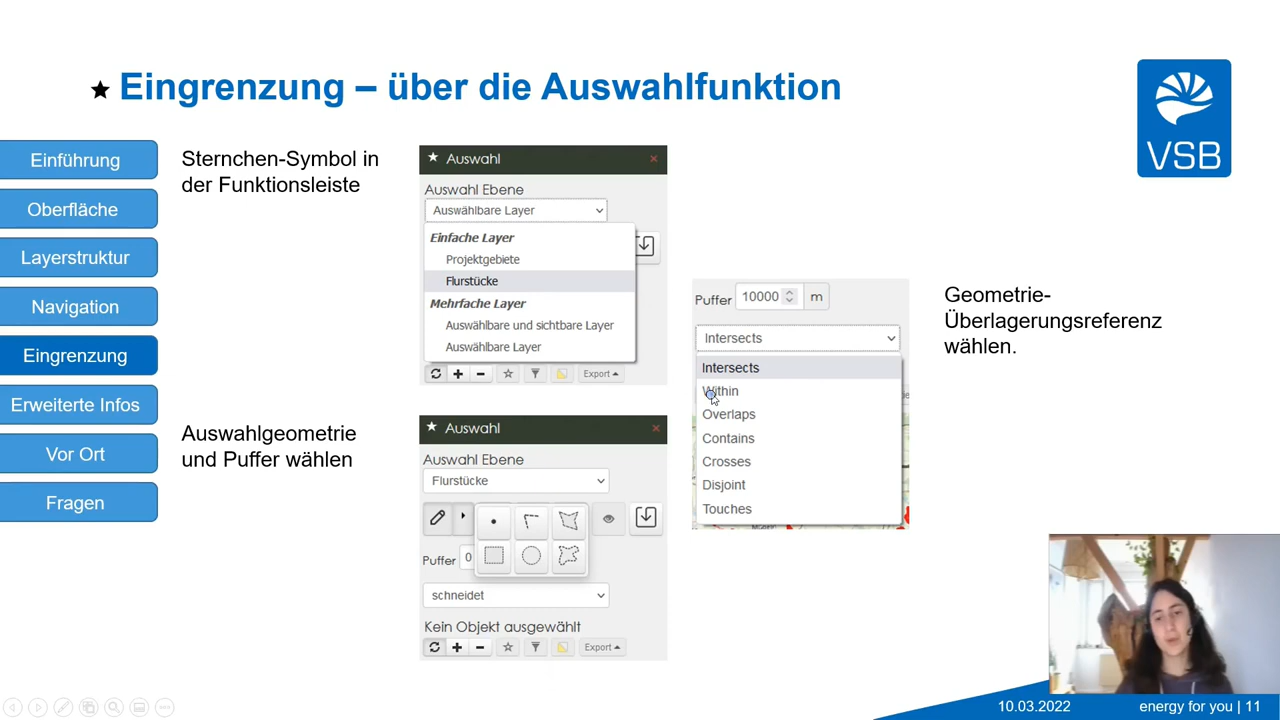 ★ Eingrenzung – über die Auswahlfunktion
VSB
Einführung
Oberfläche
Layerstruktur
Navigation
Eingrenzung
Erweiterte Infos
Vor Ort
Fragen
Sternchen-Symbol in
der Funktionsleiste
★ Auswahl ×
Auswahl Ebene
Auswählbare Layer
Einfache Layer
Projektgebiete
Flurstücke
Mehrfache Layer
Auswählbare und sichtbare Layer
Auswählbare Layer
Export
Auswahlgeometrie
und Puffer wählen
★ Auswahl ×
Auswahl Ebene
Flurstücke
Puffer 0
schneidet
Kein Objekt ausgewählt
Export
Puffer 10000 m
Intersects
Intersects
Within
Overlaps
Contains
Crosses
Disjoint
Touches
Geometrie-
Überlagerungsreferenz
wählen.
10.03.2022 energy for you | 11